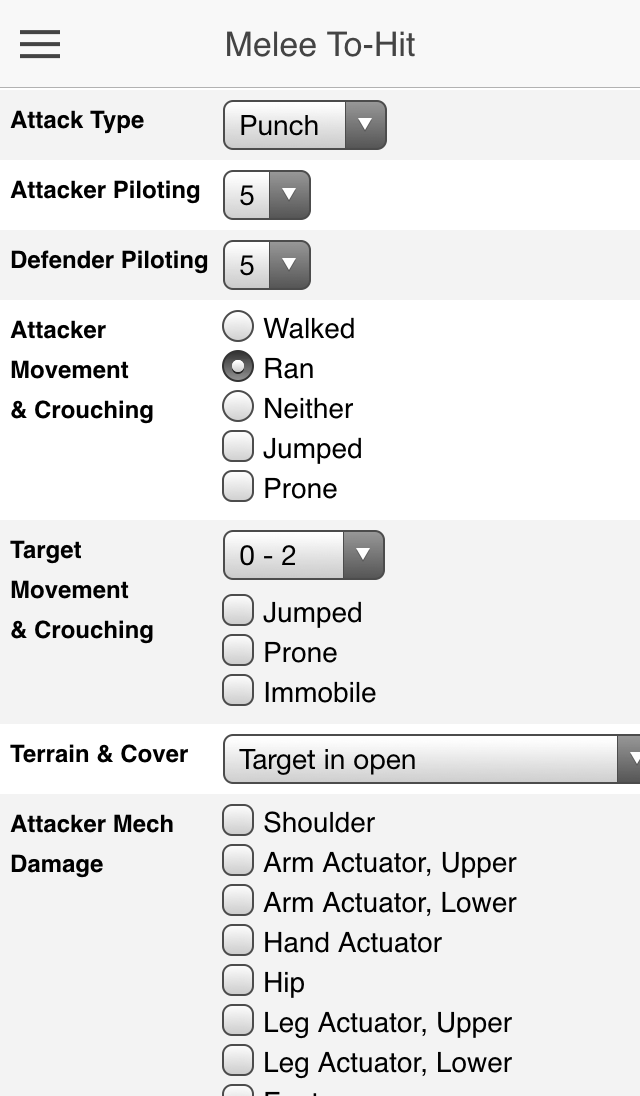 Melee To-Hit
Attack Type
Punch
Attacker Piloting
5
Defender Piloting
5
Attacker
Movement
& Crouching
Walked
Ran
Neither
Jumped
Prone
Target
Movement
& Crouching
0 - 2
Jumped
Prone
Immobile
Terrain & Cover
Target in open
Attacker Mech
Damage
Shoulder
Arm Actuator, Upper
Arm Actuator, Lower
Hand Actuator
Hip
Leg Actuator, Upper
Leg Actuator, Lower